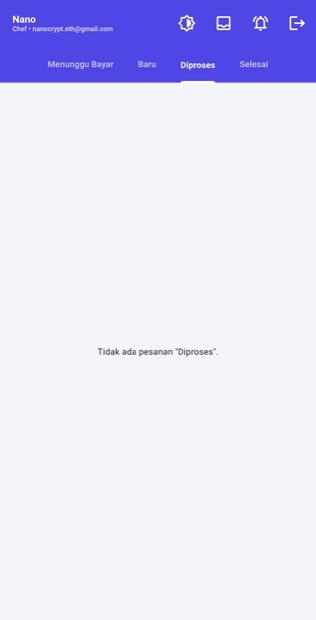 Nano
Chef • nanocrypt.eth@gmail.com
Menunggu Bayar Baru Diproses Selesai
Tidak ada pesanan "Diproses".